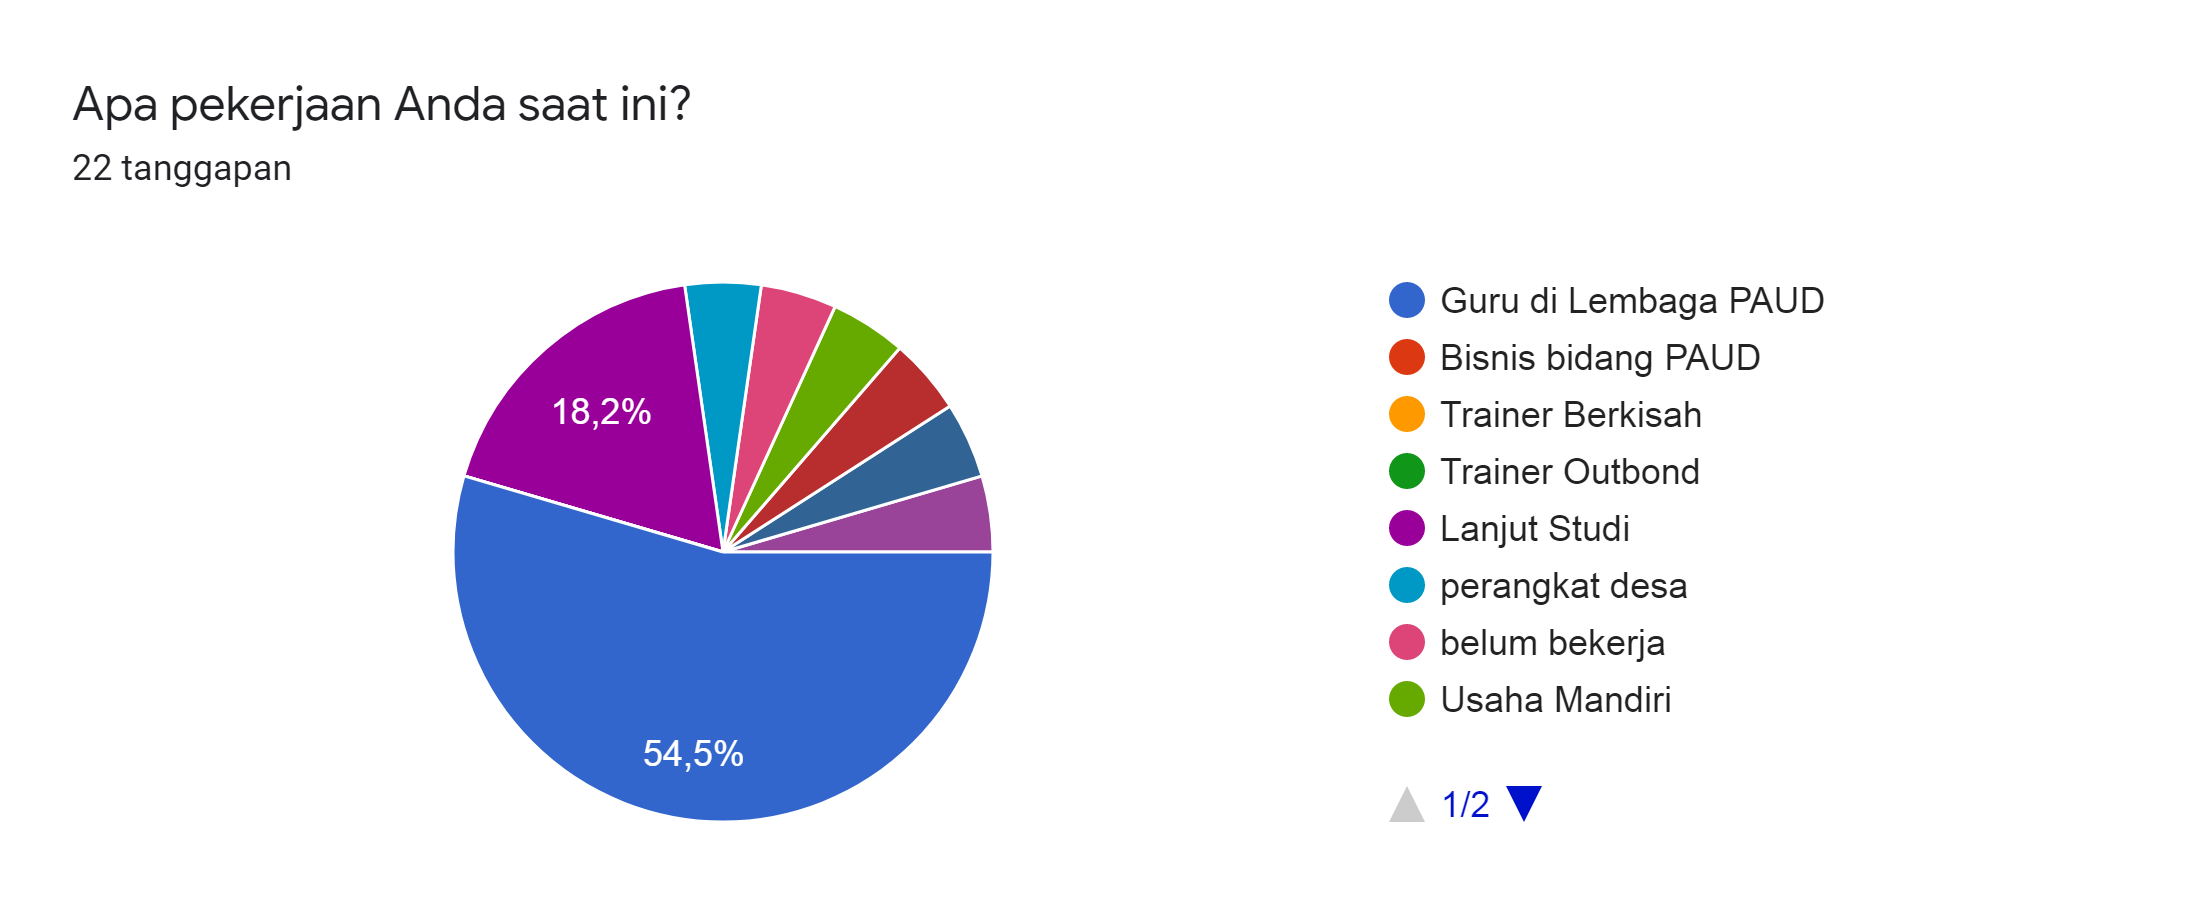 Apa pekerjaan Anda saat ini?
22 tanggapan
18,2%
54,5%
Guru di Lembaga PAUD
Bisnis bidang PAUD
Trainer Berkisah
Trainer Outbond
Lanjut Studi
perangkat desa
belum bekerja
Usaha Mandiri
1/2